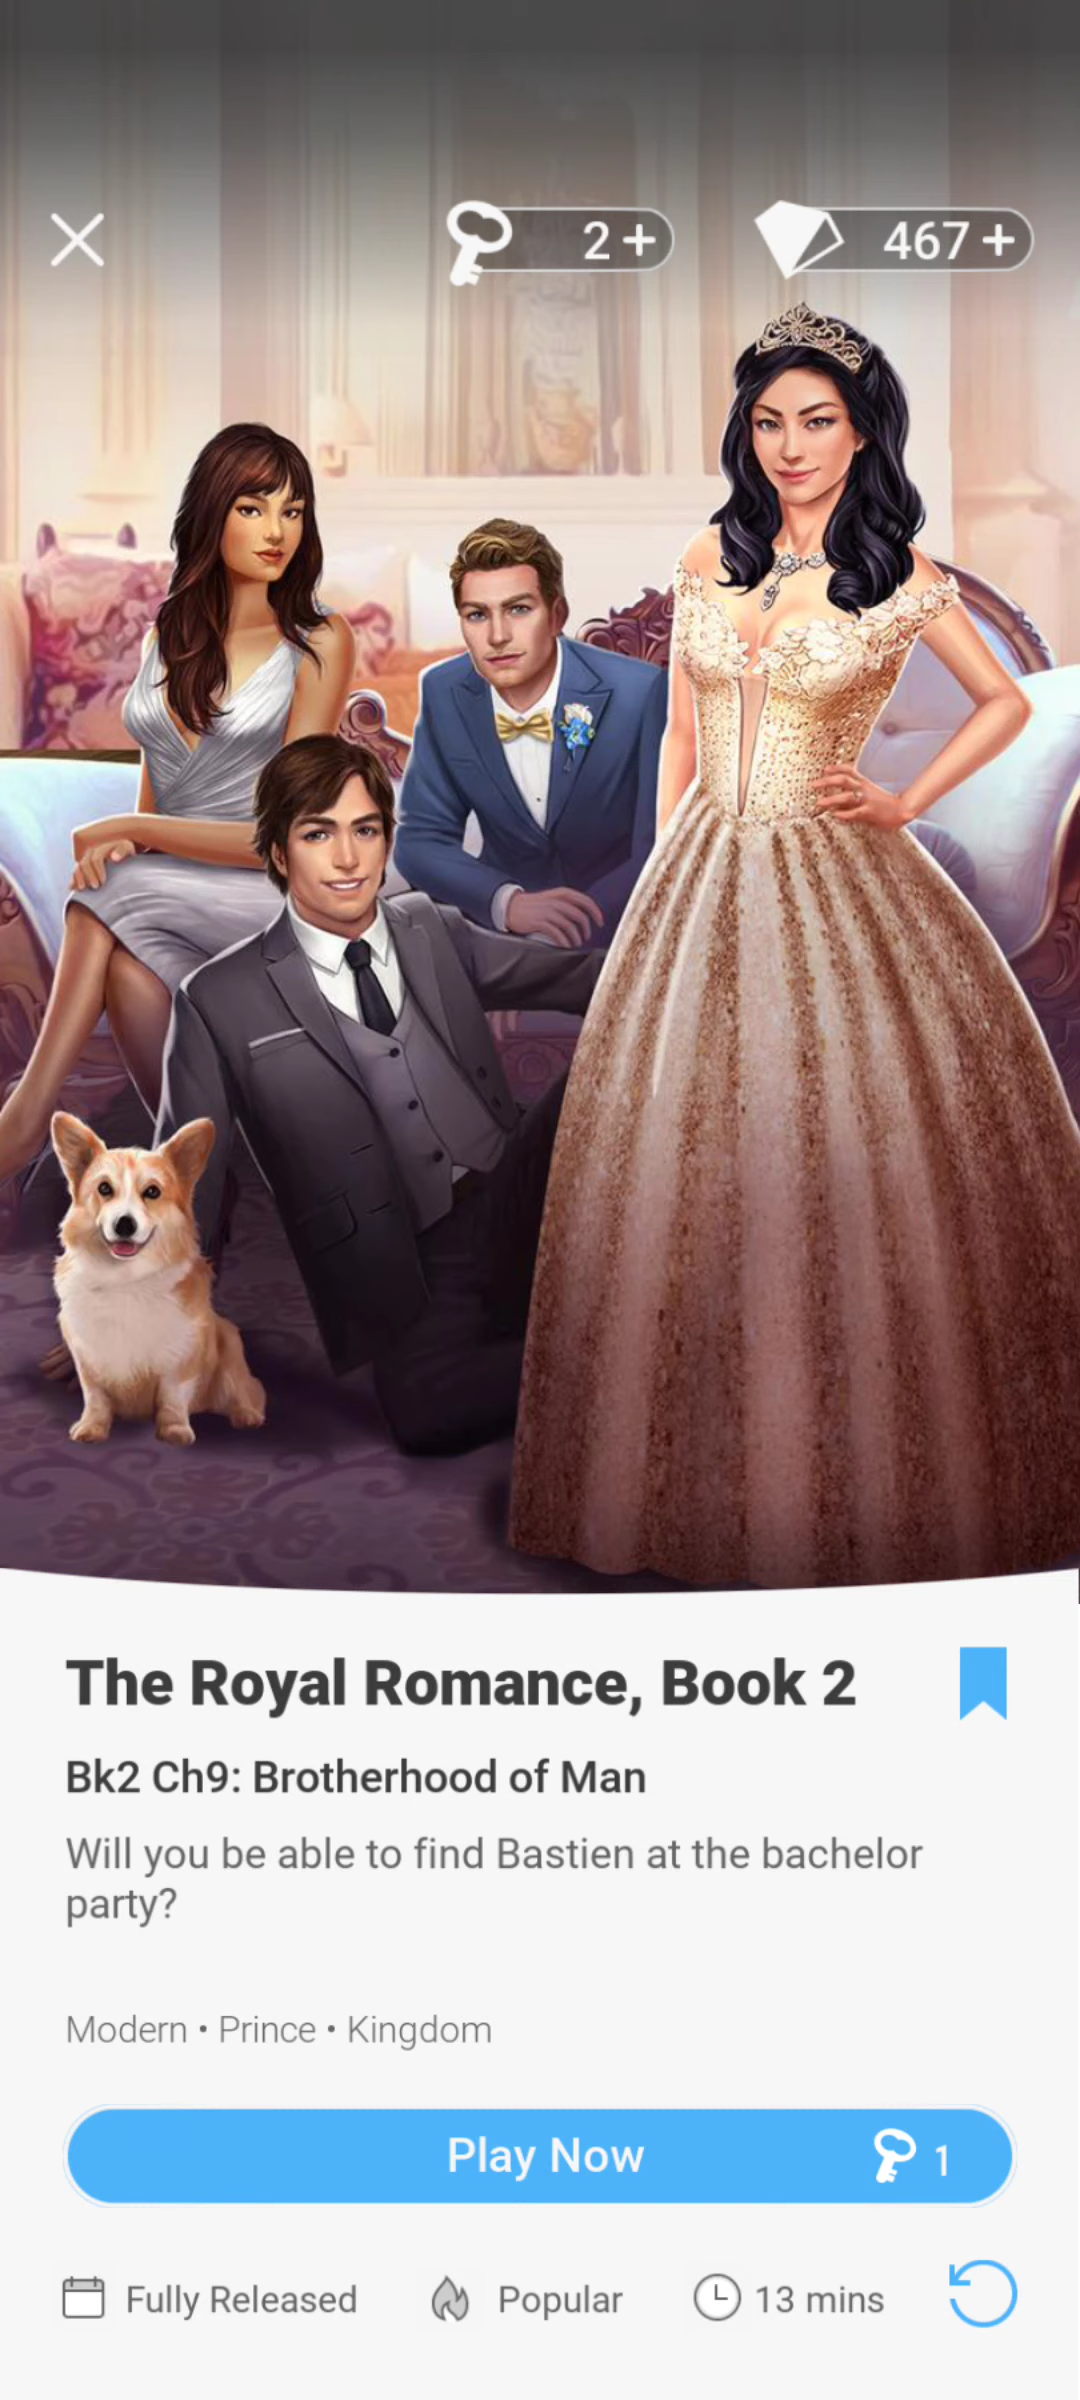 2 +
467 +
The Royal Romance, Book 2
Bk2 Ch9: Brotherhood of Man
Will you be able to find Bastien at the bachelor
party?
Modern • Prince • Kingdom
Play Now 1
Fully Released Popular 13 mins